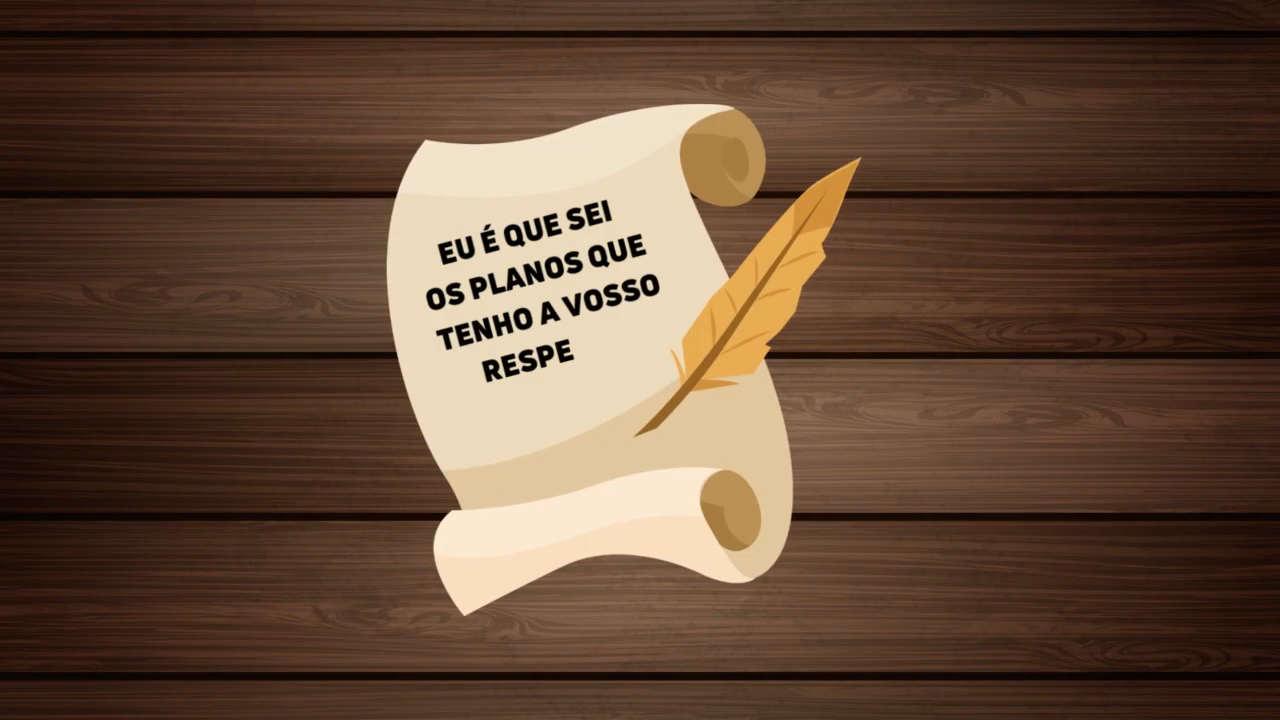 EU É QUE SEI
OS PLANOS QUE
TENHO A VOSSO
RESPE